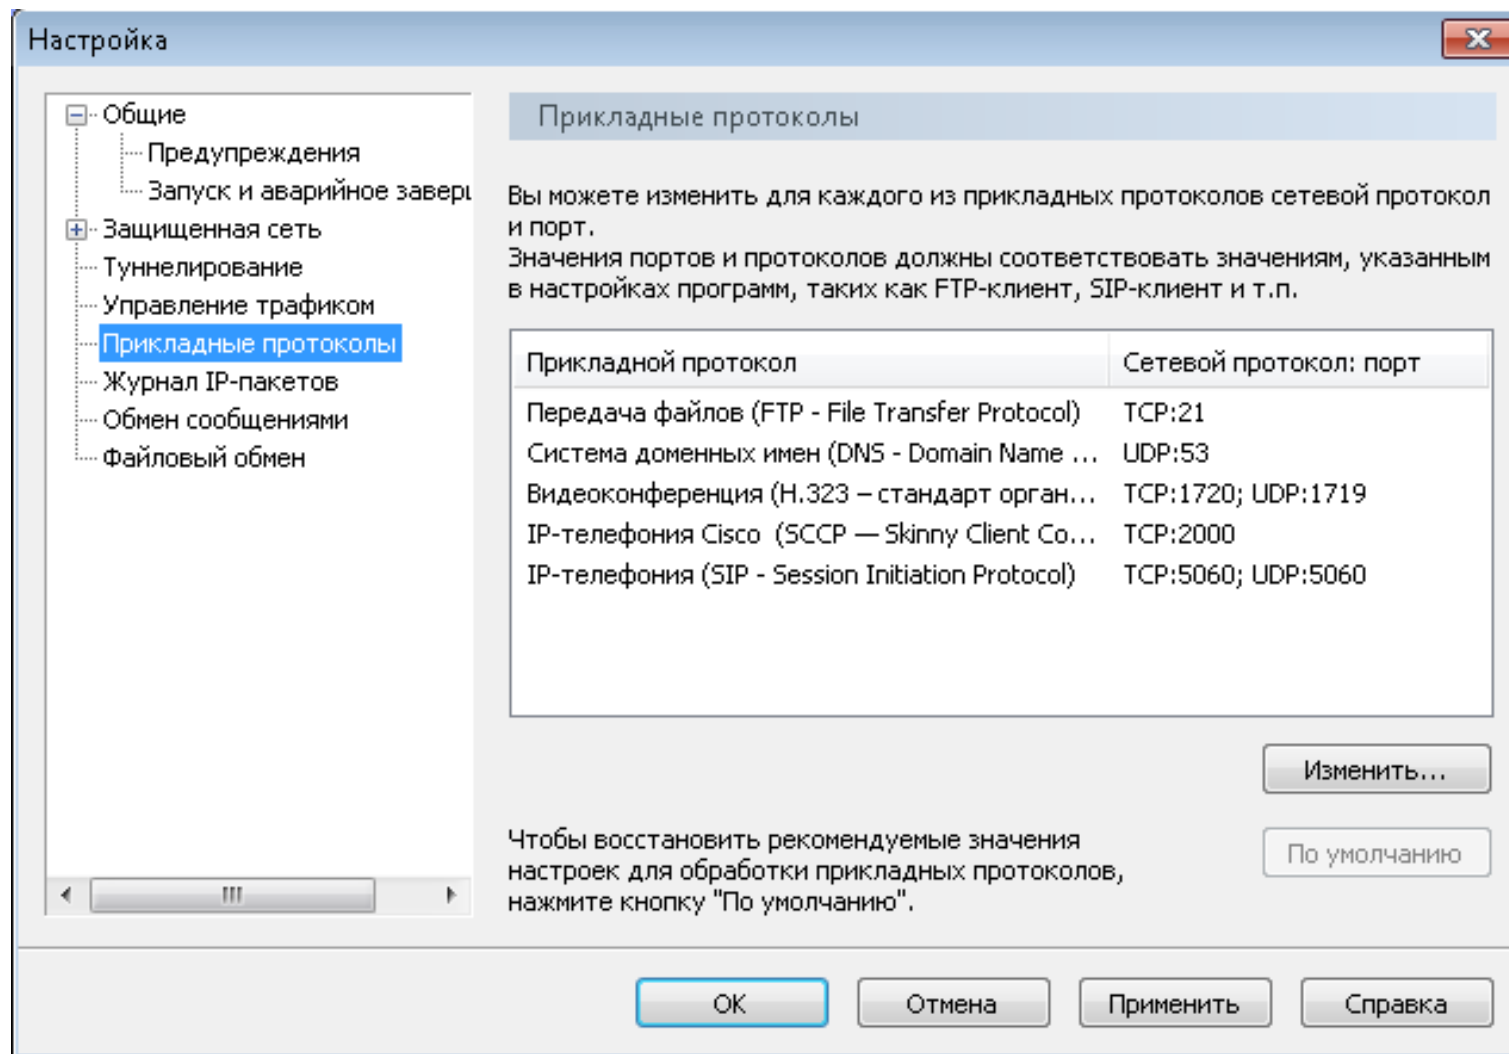 Настройка
Общие
Предупреждения
Запуск и аварийное завер
Защищенная сеть
Туннелирование
Управление трафиком
Прикладные протоколы
Журнал IP-пакетов
Обмен сообщениями
Файловый обмен
Прикладные протоколы
Вы можете изменить для каждого из прикладных протоколов сетевой протокол
и порт.
Значения портов и протоколов должны соответствовать значениям, указанным
в настройках программ, таких как FTP-клиент, SIP-клиент и т.п.
Прикладной протокол Сетевой протокол: порт
Передача файлов (FTP - File Transfer Protocol) TCP:21
Система доменных имен (DNS - Domain Name ... UDP:53
Видеоконференция (H.323 – стандарт орган... TCP:1720; UDP:1719
IP-телефония Cisco (SCCP — Skinny Client Co... TCP:2000
IP-телефония (SIP - Session Initiation Protocol) TCP:5060; UDP:5060
Изменить...
Чтобы восстановить рекомендуемые значения
настроек для обработки прикладных протоколов,
нажмите кнопку "По умолчанию".
По умолчанию
OK Отмена Применить Справка